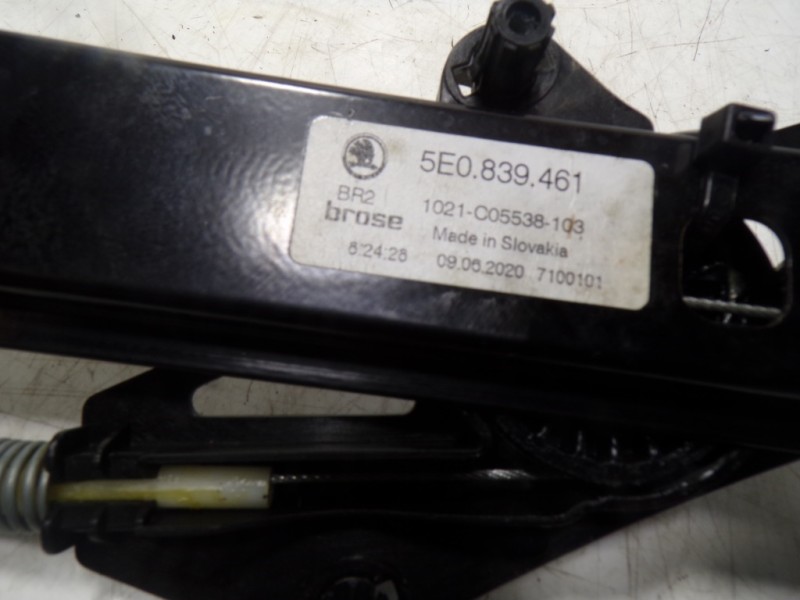 5E0.839.461
BR2
brose
1021-C05538-103
Made in Slovakia
6:24:26 09.06.2020 7100101